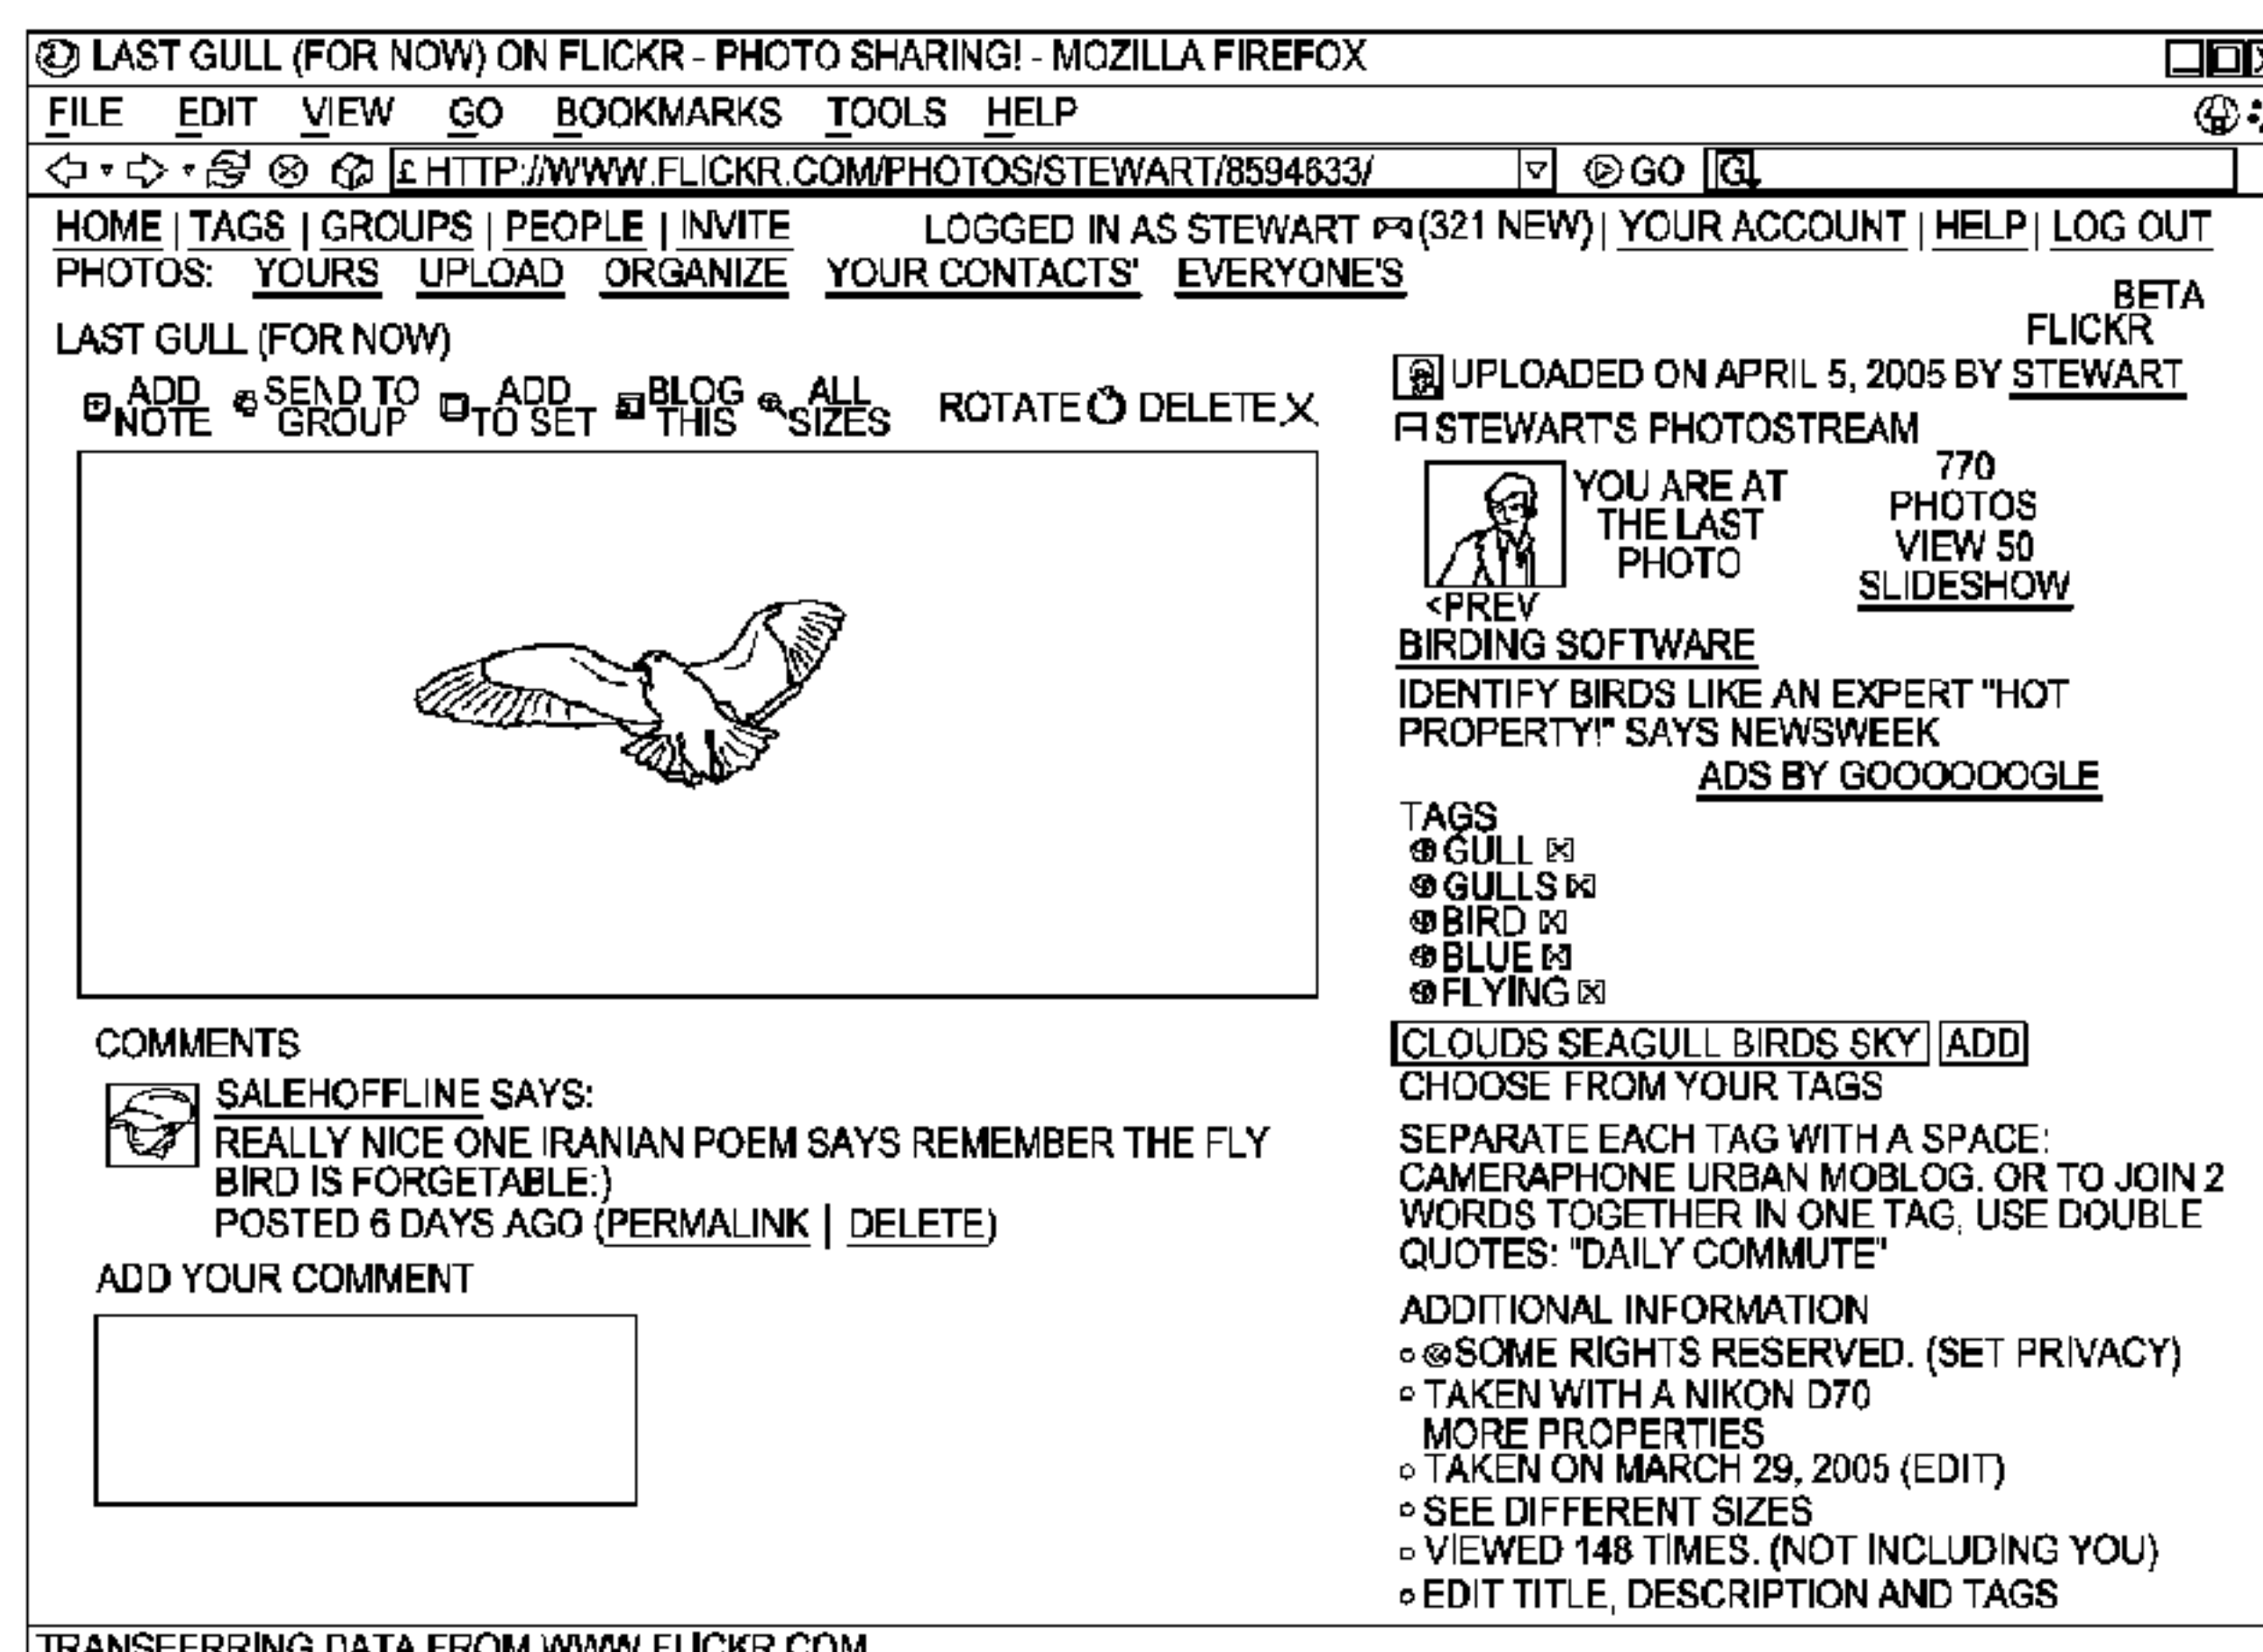 LAST GULL (FOR NOW) ON FLICKR - PHOTO SHARING! - MOZILLA FIREFOX
FILE EDIT VIEW GO BOOKMARKS TOOLS HELP
HTTP://WWW.FLICKR.COM/PHOTOS/STEWART/8594633/ GO G
HOME | TAGS | GROUPS | PEOPLE | INVITE LOGGED IN AS STEWART (321 NEW) | YOUR ACCOUNT | HELP | LOG OUT
PHOTOS: YOURS UPLOAD ORGANIZE YOUR CONTACTS' EVERYONE'S
BETA
FLICKR
LAST GULL (FOR NOW)
ADD NOTE SEND TO GROUP ADD TO SET BLOG THIS ALL SIZES ROTATE DELETE X
UPLOADED ON APRIL 5, 2005 BY STEWART
STEWART'S PHOTOSTREAM
YOU ARE AT
THE LAST
PHOTO
770
PHOTOS
VIEW 50
SLIDESHOW
<PREV
BIRDING SOFTWARE
IDENTIFY BIRDS LIKE AN EXPERT "HOT
PROPERTY!" SAYS NEWSWEEK
ADS BY GOOOOOOGLE
TAGS
GULL
GULLS
BIRD
BLUE
FLYING
CLOUDS SEAGULL BIRDS SKY ADD
CHOOSE FROM YOUR TAGS
SEPARATE EACH TAG WITH A SPACE:
CAMERAPHONE URBAN MOBLOG. OR TO JOIN 2
WORDS TOGETHER IN ONE TAG, USE DOUBLE
QUOTES: "DAILY COMMUTE"
ADDITIONAL INFORMATION
SOME RIGHTS RESERVED. (SET PRIVACY)
TAKEN WITH A NIKON D70
MORE PROPERTIES
TAKEN ON MARCH 29, 2005 (EDIT)
SEE DIFFERENT SIZES
VIEWED 148 TIMES. (NOT INCLUDING YOU)
EDIT TITLE, DESCRIPTION AND TAGS
COMMENTS
SALEHOFFLINE SAYS:
REALLY NICE ONE IRANIAN POEM SAYS REMEMBER THE FLY
BIRD IS FORGETABLE:)
POSTED 6 DAYS AGO (PERMALINK | DELETE)
ADD YOUR COMMENT
TRANSFERRING DATA FROM WWW.FLICKR.COM